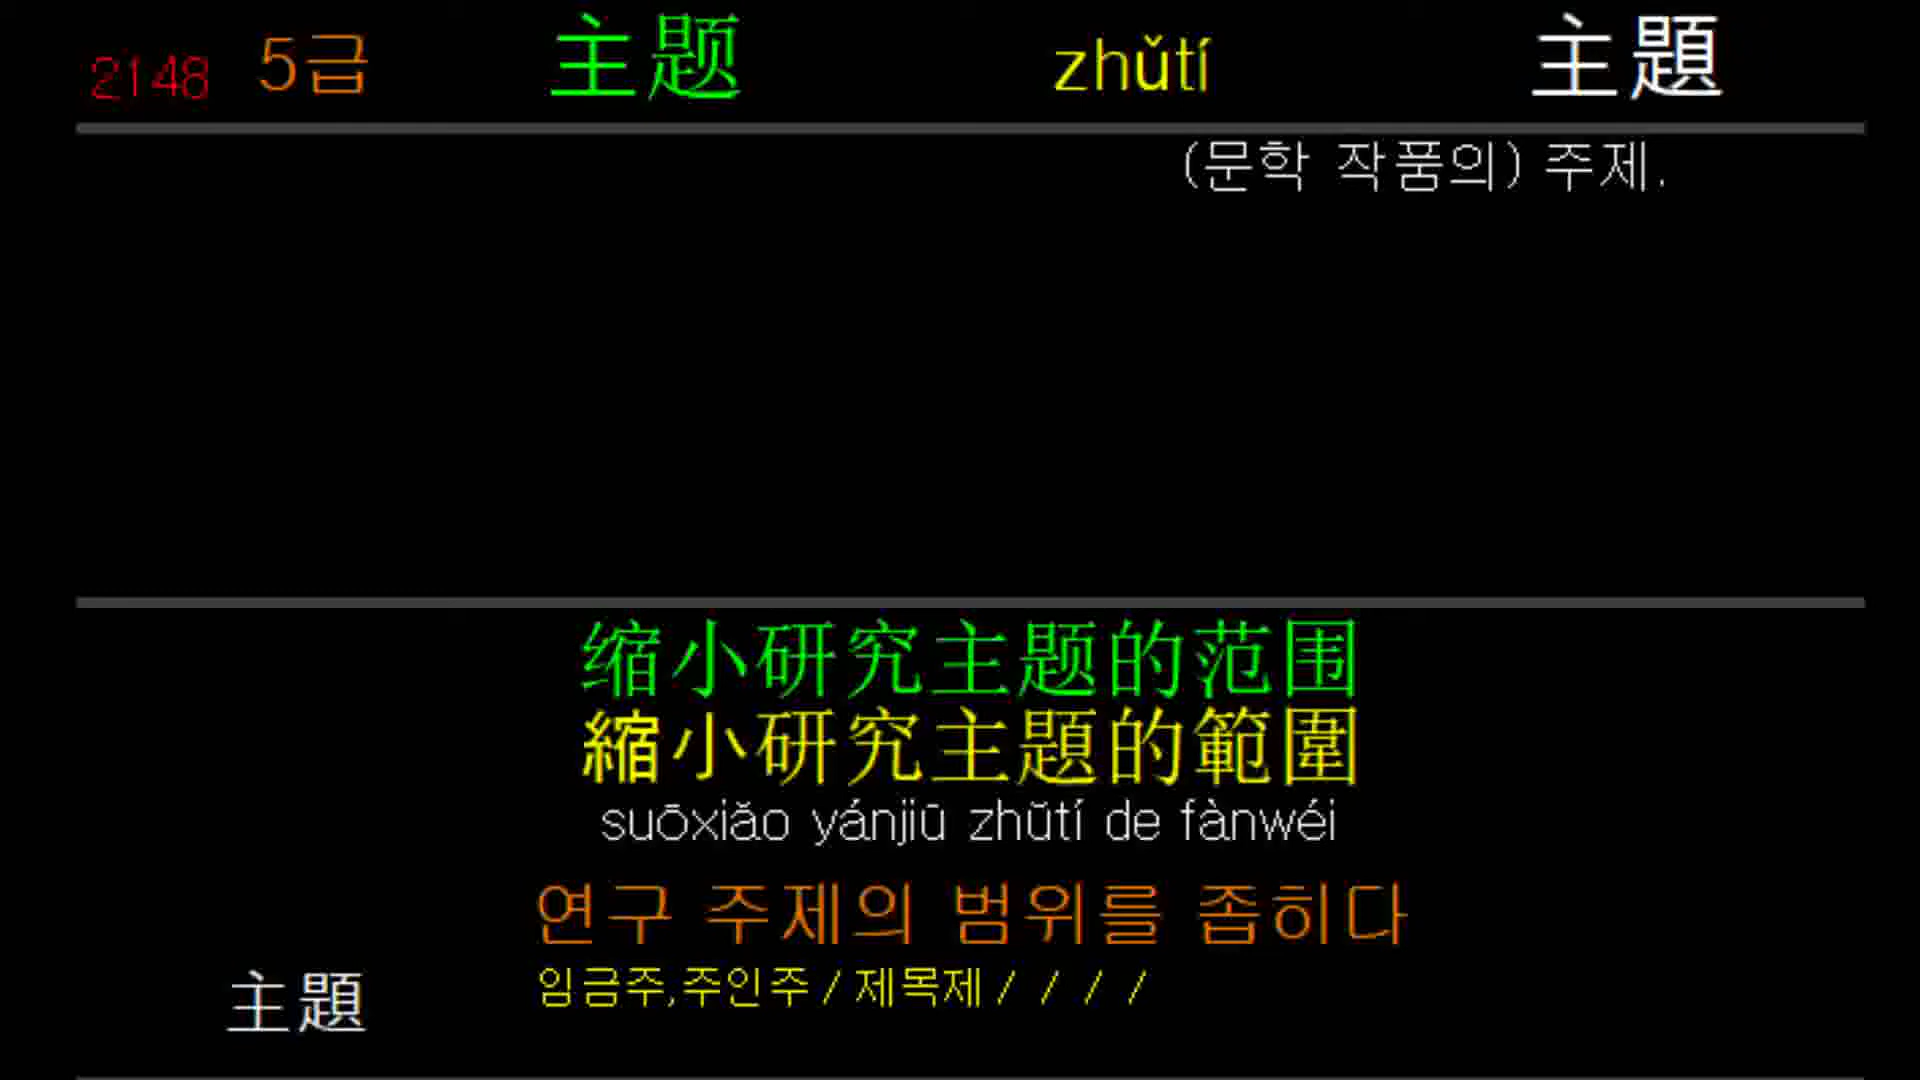 2148 5급 主题 zhǔtí 主題
(문학 작품의) 주제.
缩小研究主题的范围
縮小研究主題的範圍
suōxiǎo yánjiū zhǔtí de fànwéi
연구 주제의 범위를 좁히다
主題 임금주,주인주 / 제목제 / / / /